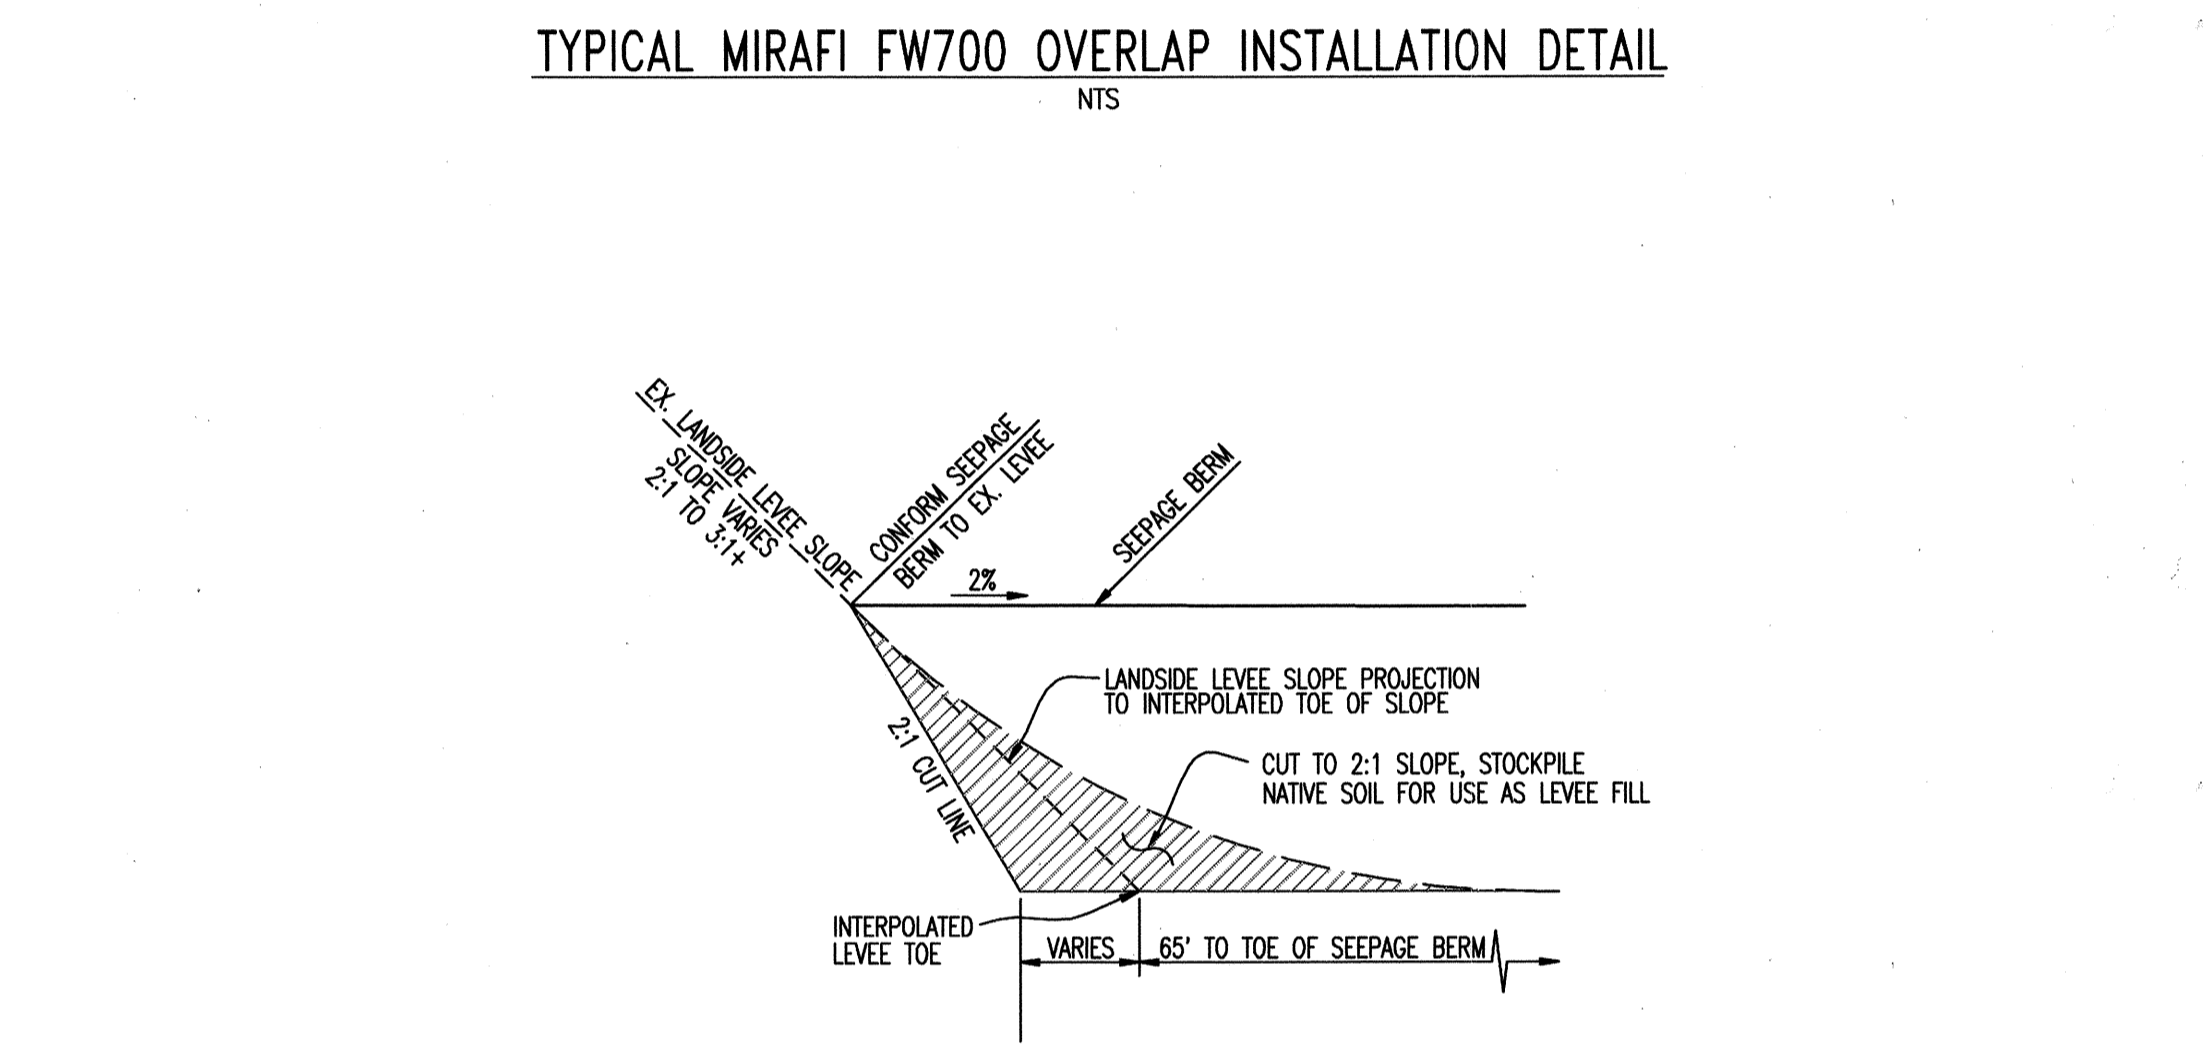 TYPICAL MIRAFI FW700 OVERLAP INSTALLATION DETAIL
NTS
EX. LANDSIDE LEVEE SLOPE
SLOPE VARIES
2:1 TO 3:1+
CONFORM SEEPAGE
BERM TO EX. LEVEE
2%
SEEPAGE BERM
LANDSIDE LEVEE SLOPE PROJECTION
TO INTERPOLATED TOE OF SLOPE
2:1 CUT LINE
CUT TO 2:1 SLOPE, STOCKPILE
NATIVE SOIL FOR USE AS LEVEE FILL
INTERPOLATED
LEVEE TOE
VARIES
65' TO TOE OF SEEPAGE BERM